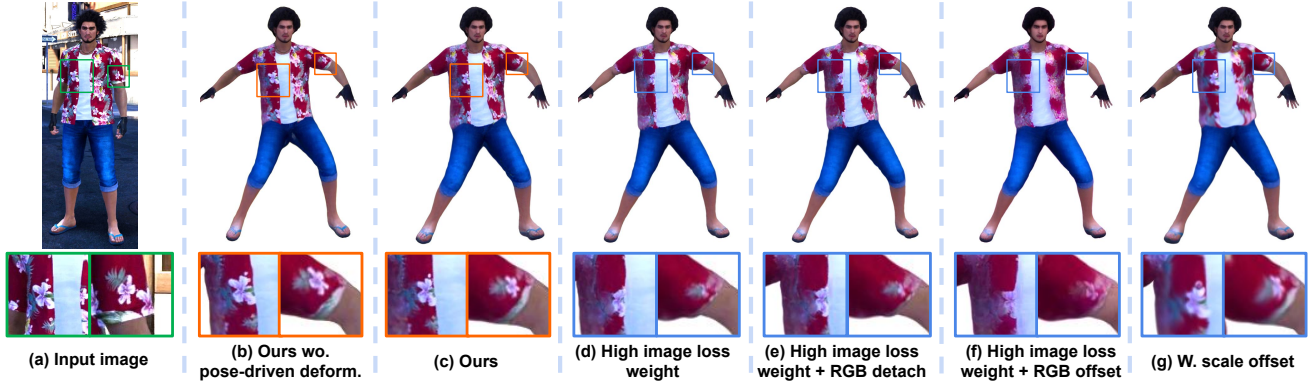 (a) Input image
(b) Ours wo.
pose-driven deform.
(c) Ours
(d) High image loss
weight
(e) High image loss
weight + RGB detach
(f) High image loss
weight + RGB offset
(g) W. scale offset